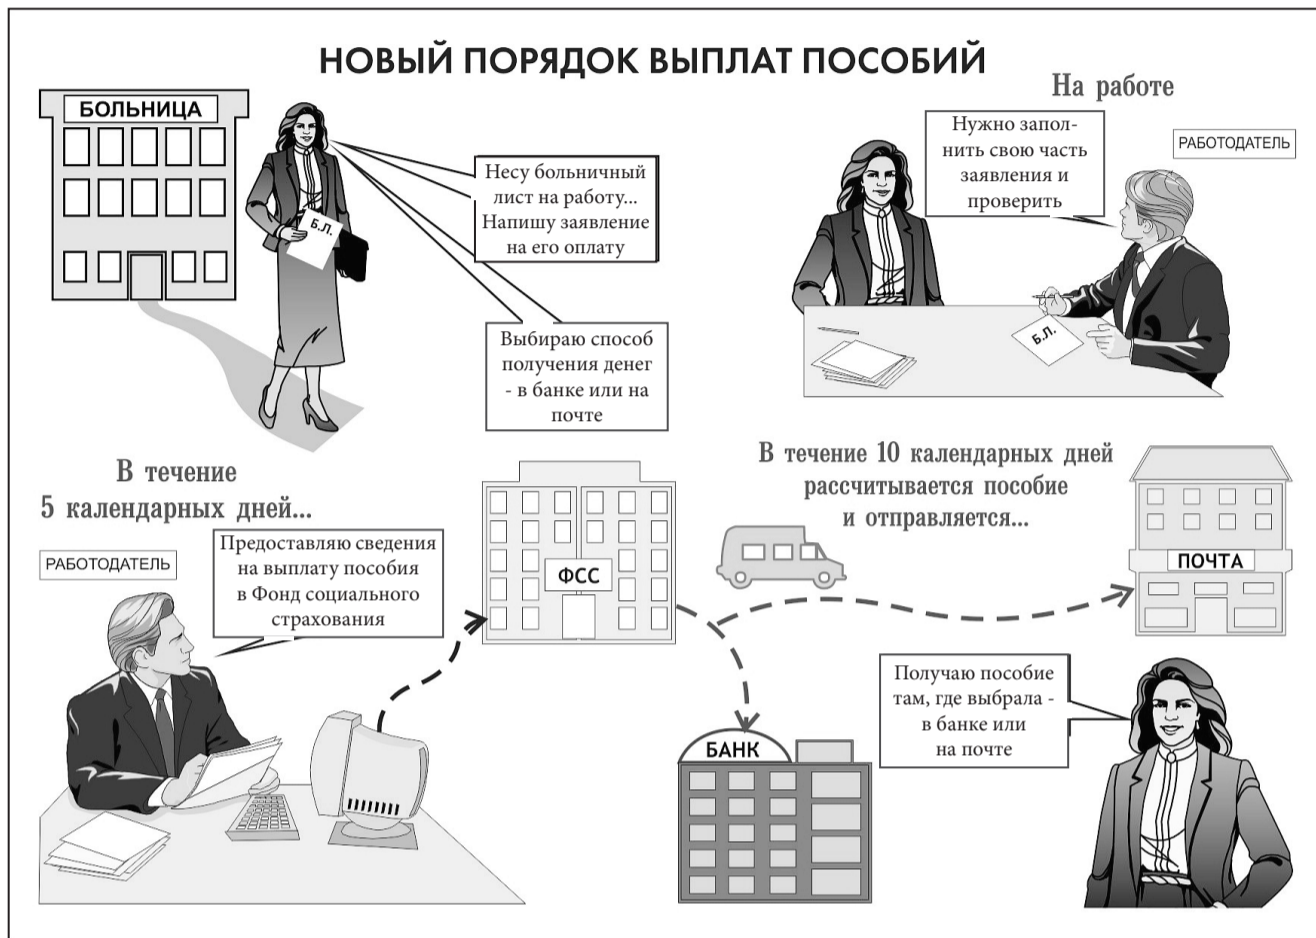 НОВЫЙ ПОРЯДОК ВЫПЛАТ ПОСОБИЙ
БОЛЬНИЦА
Б.Л.
Несу больничный
лист на работу...
Напишу заявление
на его оплату
Выбираю способ
получения денег
- в банке или на
почте
На работе
Нужно запол-
нить свою часть
заявления и
проверить
РАБОТОДАТЕЛЬ
Б.Л.
В течение
5 календарных дней...
РАБОТОДАТЕЛЬ
Предоставляю сведения
на выплату пособия
в Фонд социального
страхования
ФСС
В течение 10 календарных дней
рассчитывается пособие
и отправляется...
ПОЧТА
БАНК
Получаю пособие
там, где выбрала -
в банке или
на почте